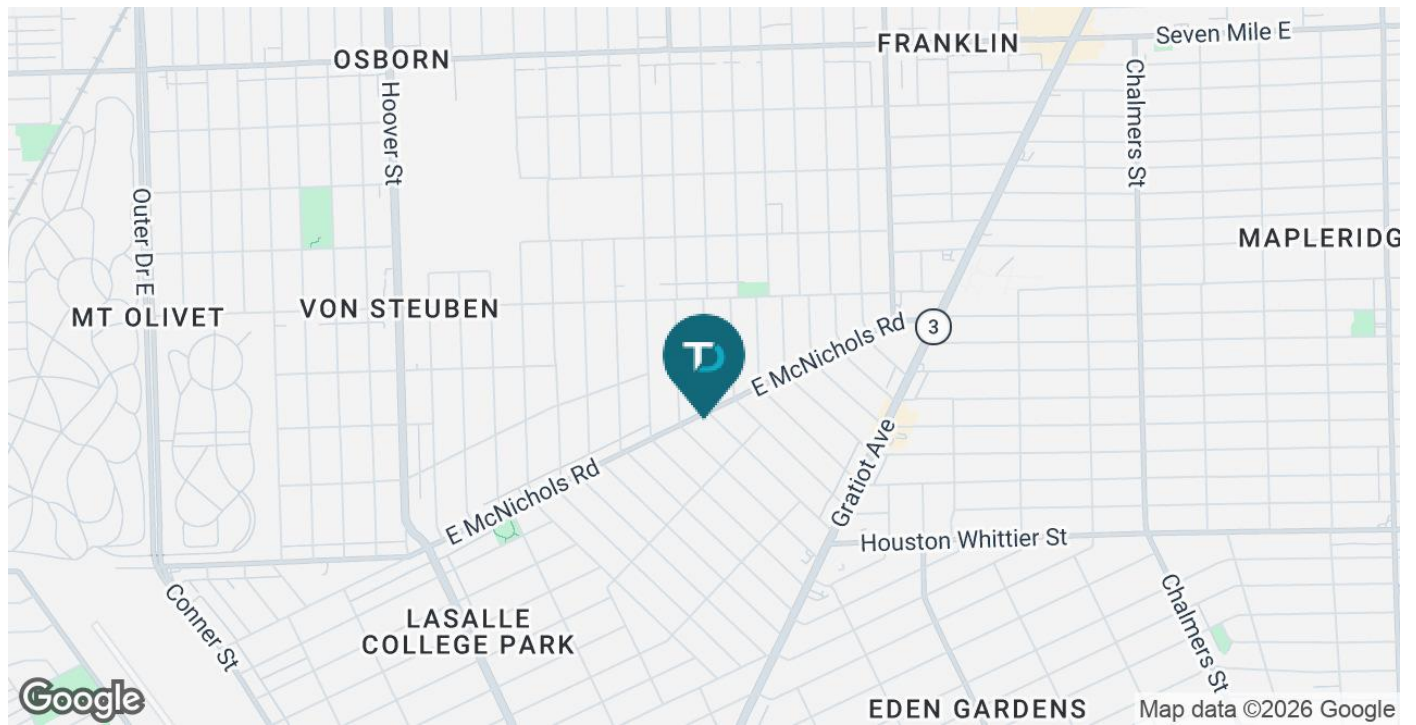 FRANKLIN
Seven Mile E
OSBORN
Hoover St
Chalmers St
Outer Dr E
MAPLERIDG
VON STEUBEN
MT OLIVET
3
TD
E McNichols Rd
Gratiot Ave
E McNichols Rd
Houston Whittier St
Conner St
Chalmers St
LASALLE
COLLEGE PARK
Google
EDEN GARDENS
Map data ©2026 Google